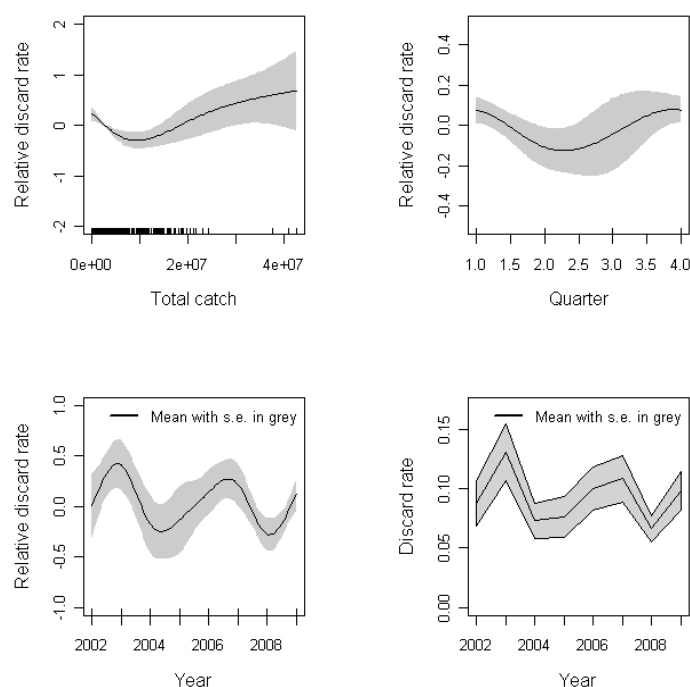 Relative discard rate
2
1
0
-1
-2
0e+00 2e+07 4e+07
Total catch
Relative discard rate
0.4
0.2
0.0
-0.2
-0.4
1.0 1.5 2.0 2.5 3.0 3.5 4.0
Quarter
Relative discard rate
1.0
0.5
0.0
-0.5
-1.0
Mean with s.e. in grey
2002 2004 2006 2008
Year
Discard rate
0.15
0.10
0.05
0.00
Mean with s.e. in grey
2002 2004 2006 2008
Year